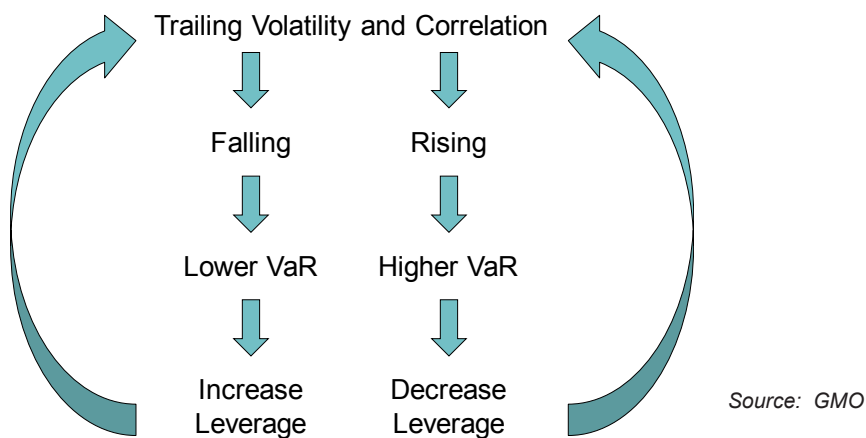 Trailing Volatility and Correlation
Falling
Rising
Lower VaR
Higher VaR
Increase
Leverage
Decrease
Leverage
Source: GMO